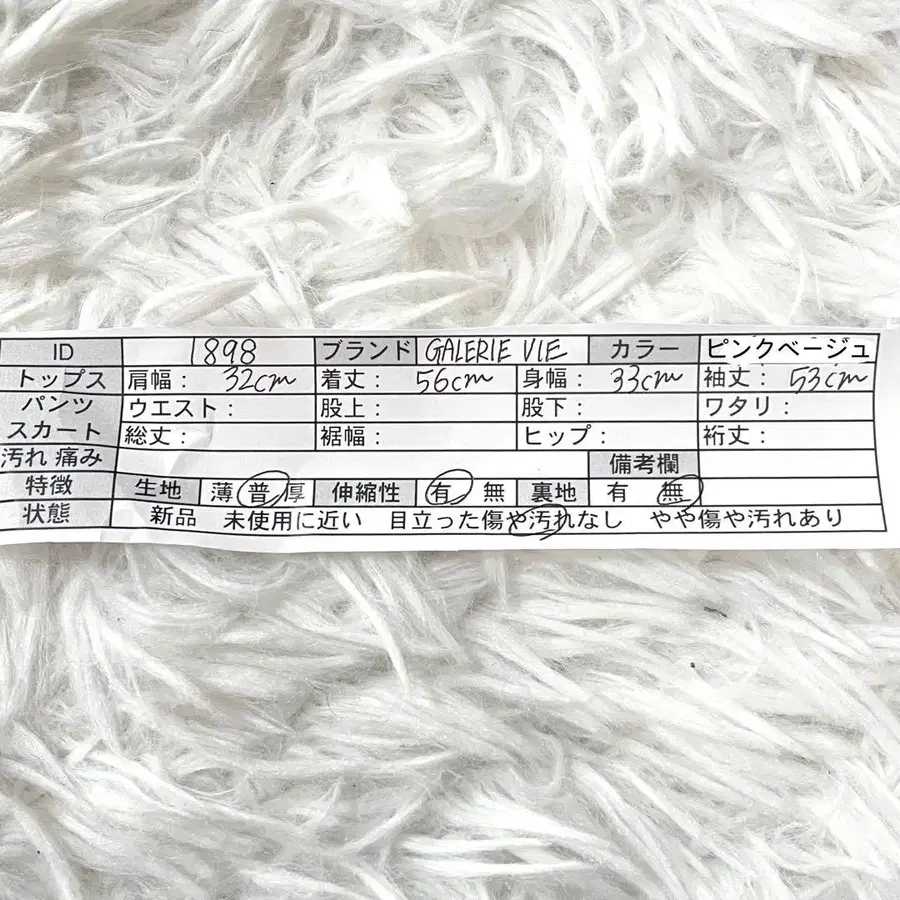 ID 1898 ブランド GALERIE VIE カラー ピンクベージュ
トップス 肩幅： 32cm 着丈： 56cm 身幅： 33cm 袖丈： 53cm
パンツ ウエスト： 股上： 股下： ワタリ：
スカート 総丈： 裾幅： ヒップ： 裄丈：
汚れ 痛み 備考欄
特徴 生地 薄 普 厚 伸縮性 有 無 裏地 有 無
状態 新品 未使用に近い 目立った傷や汚れなし やや傷や汚れあり